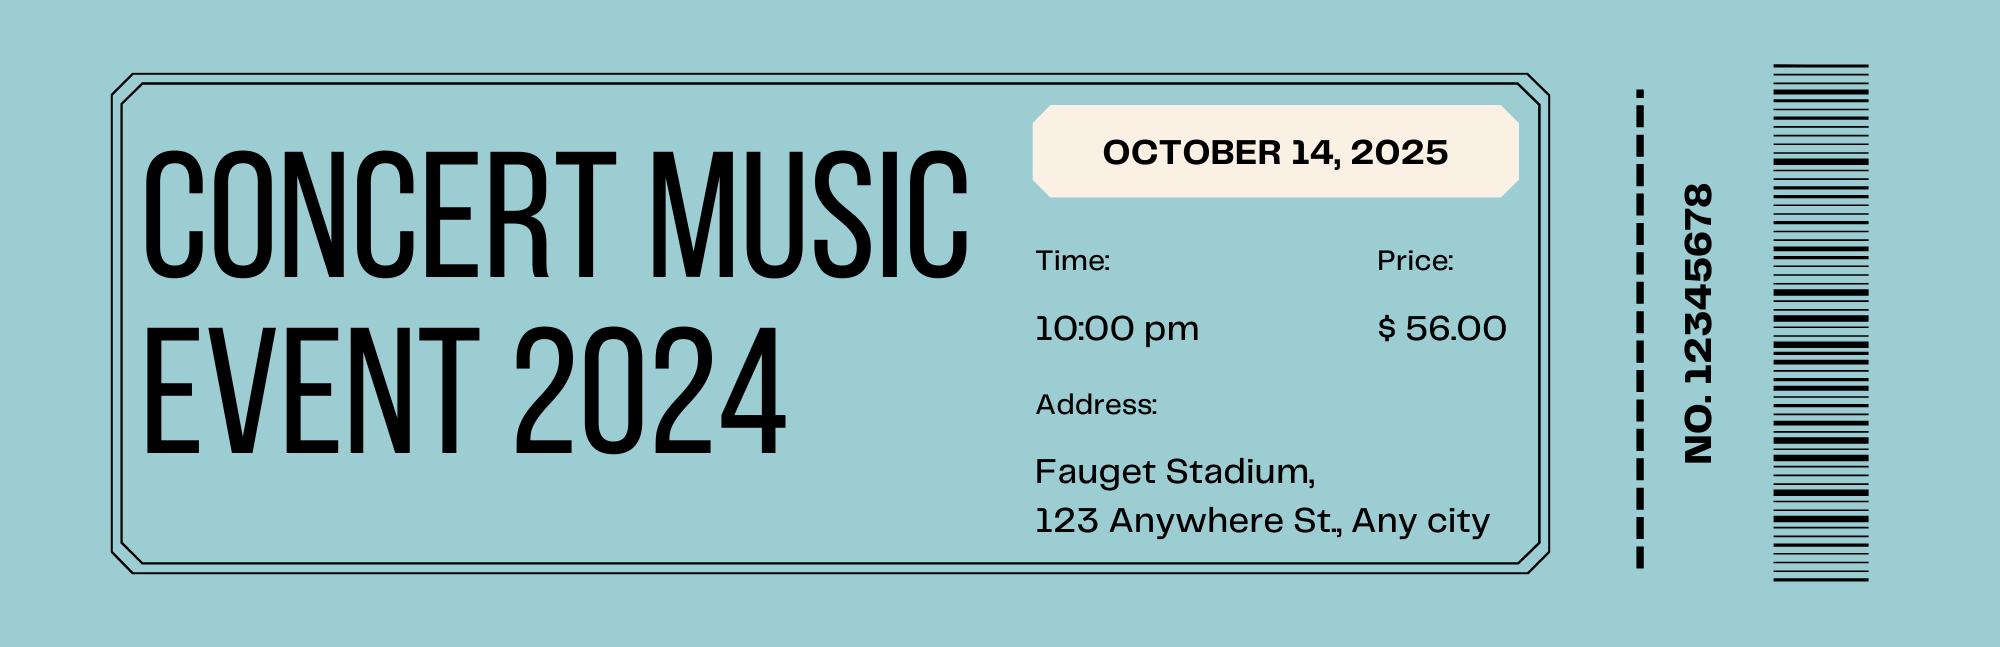 CONCERT MUSIC
EVENT 2024
OCTOBER 14, 2025
Time:
Price:
10:00 pm
$ 56.00
Address:
Fauget Stadium,
123 Anywhere St., Any city
NO. 12345678